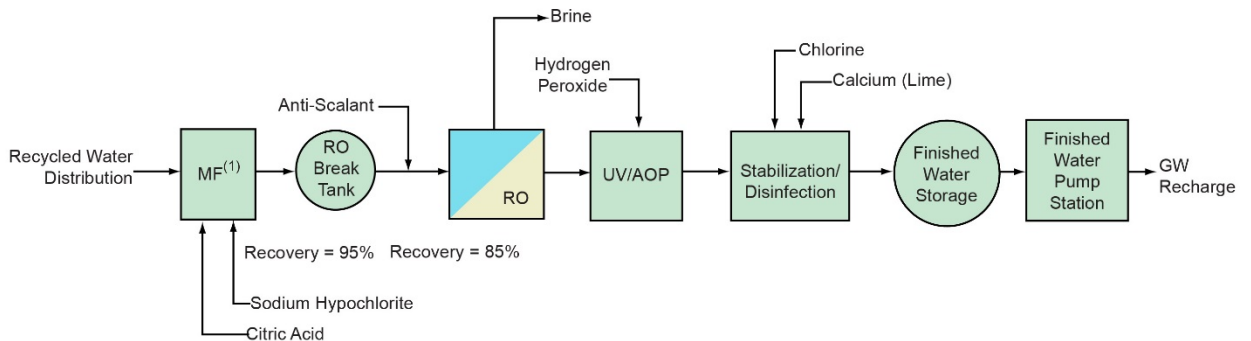 Brine
Chlorine
Hydrogen
Peroxide
Calcium (Lime)
Anti-Scalant
Recycled Water
Distribution
MF(1)
RO
Break
Tank
RO
UV/AOP
Stabilization/
Disinfection
Finished
Water
Storage
Finished
Water
Pump
Station
GW
Recharge
Recovery = 95%
Recovery = 85%
Sodium Hypochlorite
Citric Acid